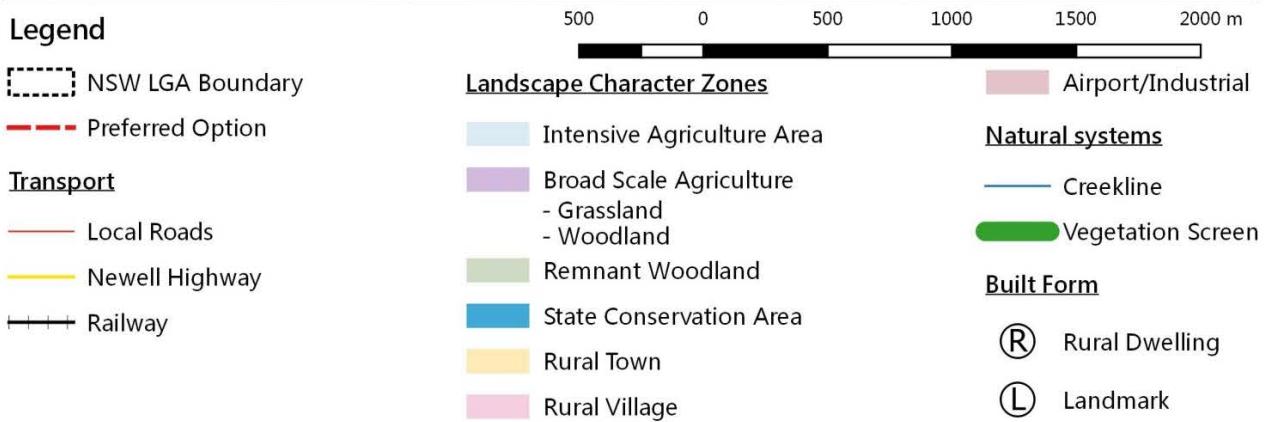 Legend
NSW LGA Boundary
Preferred Option
Transport
Local Roads
Newell Highway
Railway
500 0 500 1000 1500 2000 m
Landscape Character Zones
Intensive Agriculture Area
Broad Scale Agriculture
- Grassland
- Woodland
Remnant Woodland
State Conservation Area
Rural Town
Rural Village
Airport/Industrial
Natural systems
Creekline
Vegetation Screen
Built Form
R Rural Dwelling
L Landmark